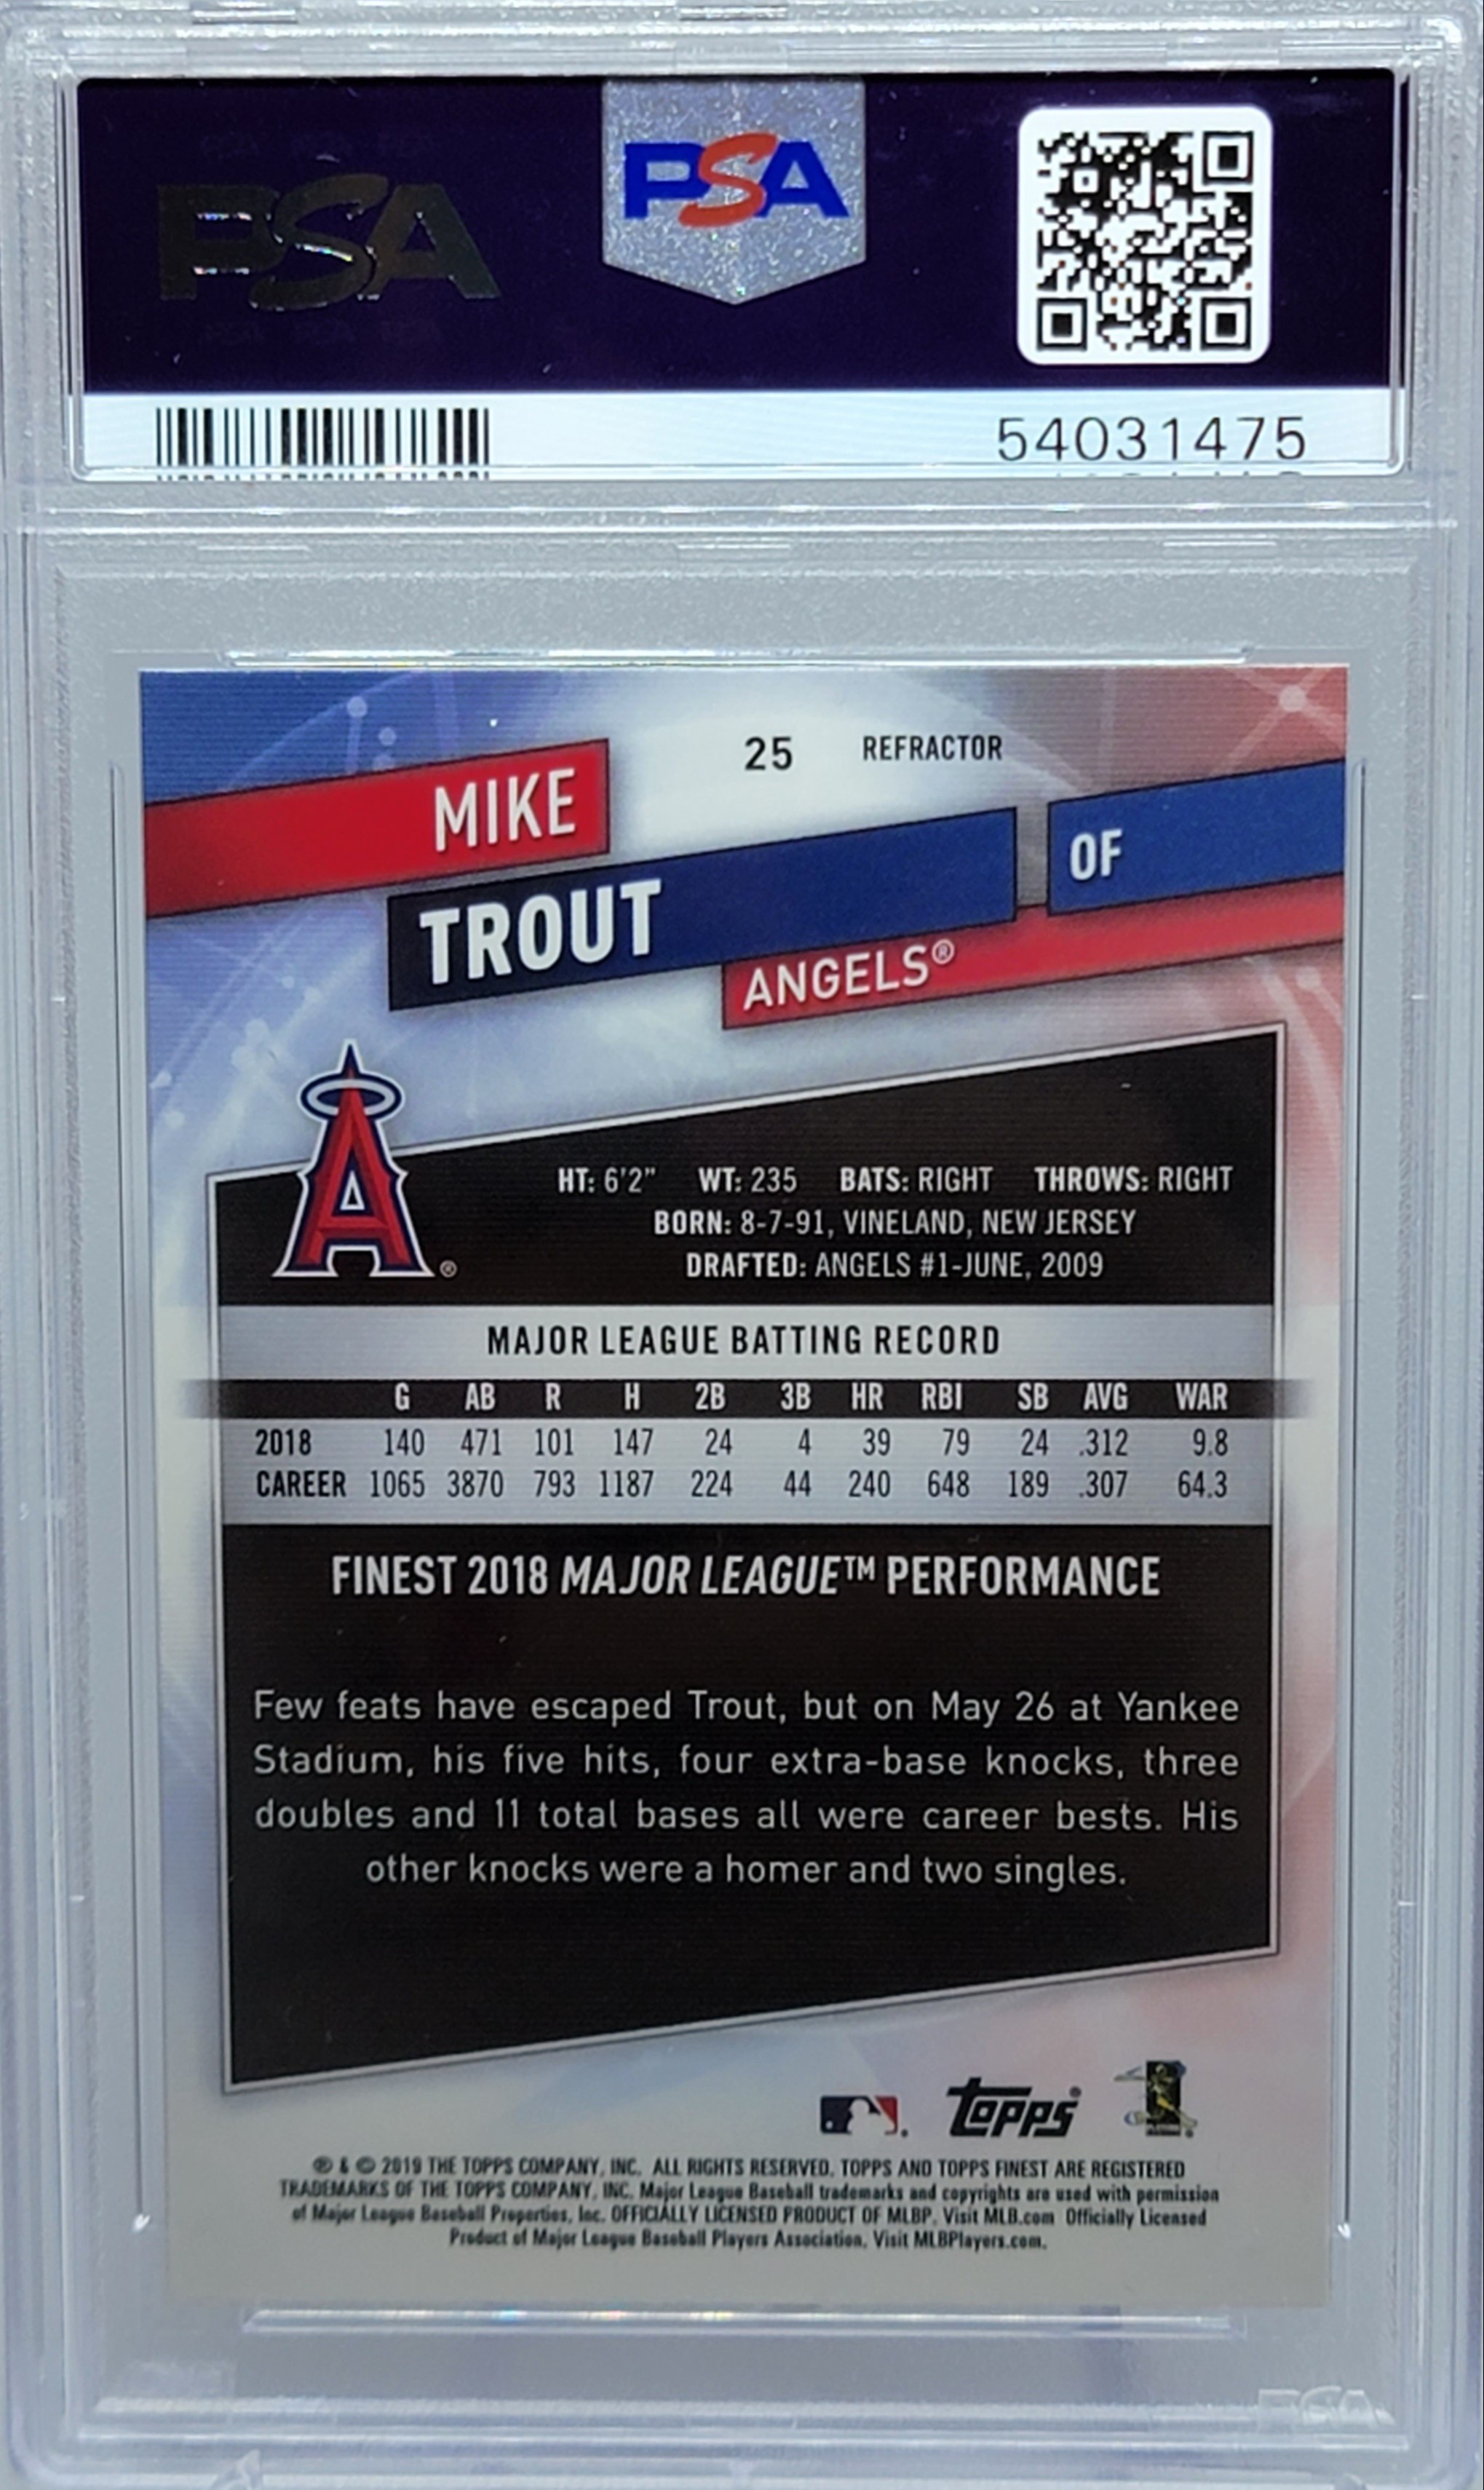 PSA
PSA
54031475
25 REFRACTOR
MIKE
TROUT
OF
ANGELS®
A®
HT: 6'2" WT: 235 BATS: RIGHT THROWS: RIGHT
BORN: 8-7-91, VINELAND, NEW JERSEY
DRAFTED: ANGELS #1-JUNE, 2009
MAJOR LEAGUE BATTING RECORD
G AB R H 2B 3B HR RBI SB AVG WAR
2018 140 471 101 147 24 4 39 79 24 .312 9.8
CAREER 1065 3870 793 1187 224 44 240 648 189 .307 64.3
FINEST 2018 MAJOR LEAGUE™ PERFORMANCE
Few feats have escaped Trout, but on May 26 at Yankee
Stadium, his five hits, four extra-base knocks, three
doubles and 11 total bases all were career bests. His
other knocks were a homer and two singles.
Topps®
® & © 2019 THE TOPPS COMPANY, INC. ALL RIGHTS RESERVED. TOPPS AND TOPPS FINEST ARE REGISTERED
TRADEMARKS OF THE TOPPS COMPANY, INC. Major League Baseball trademarks and copyrights are used with permission
of Major League Baseball Properties, Inc. OFFICIALLY LICENSED PRODUCT OF MLBP. Visit MLB.com Officially Licensed
Product of Major League Baseball Players Association. Visit MLBPlayers.com.
PSA